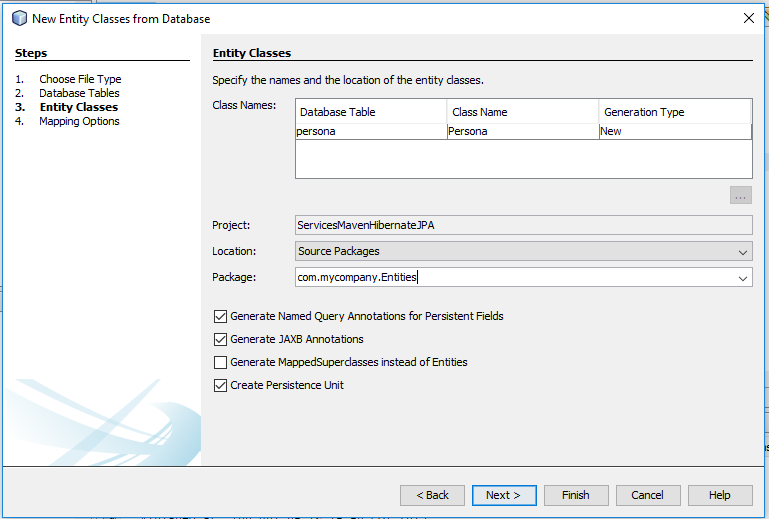 New Entity Classes from Database
Steps
1. Choose File Type
2. Database Tables
3. Entity Classes
4. Mapping Options
Entity Classes
Specify the names and the location of the entity classes.
Class Names:
Database Table Class Name Generation Type
persona Persona New
...
Project: ServicesMavenHibernateJPA
Location: Source Packages
Package: com.mycompany.Entities
Generate Named Query Annotations for Persistent Fields
Generate JAXB Annotations
Generate MappedSuperclasses instead of Entities
Create Persistence Unit
< Back Next > Finish Cancel Help